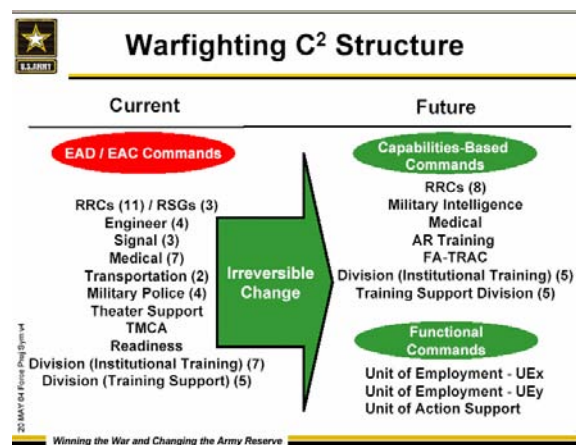 U.S.ARMY
Warfighting C² Structure
Current
Future
EAD / EAC Commands
RRCs (11) / RSGs (3)
Engineer (4)
Signal (3)
Medical (7)
Transportation (2)
Military Police (4)
Theater Support
TMCA
Readiness
Division (Institutional Training) (7)
Division (Training Support) (5)
Irreversible
Change
Capabilities-Based
Commands
RRCs (8)
Military Intelligence
Medical
AR Training
FA-TRAC
Division (Institutional Training) (5)
Training Support Division (5)
Functional
Commands
Unit of Employment - UEx
Unit of Employment - UEy
Unit of Action Support
20 MAY 04 Force Proj Sym v4
Winning the War and Changing the Army Reserve